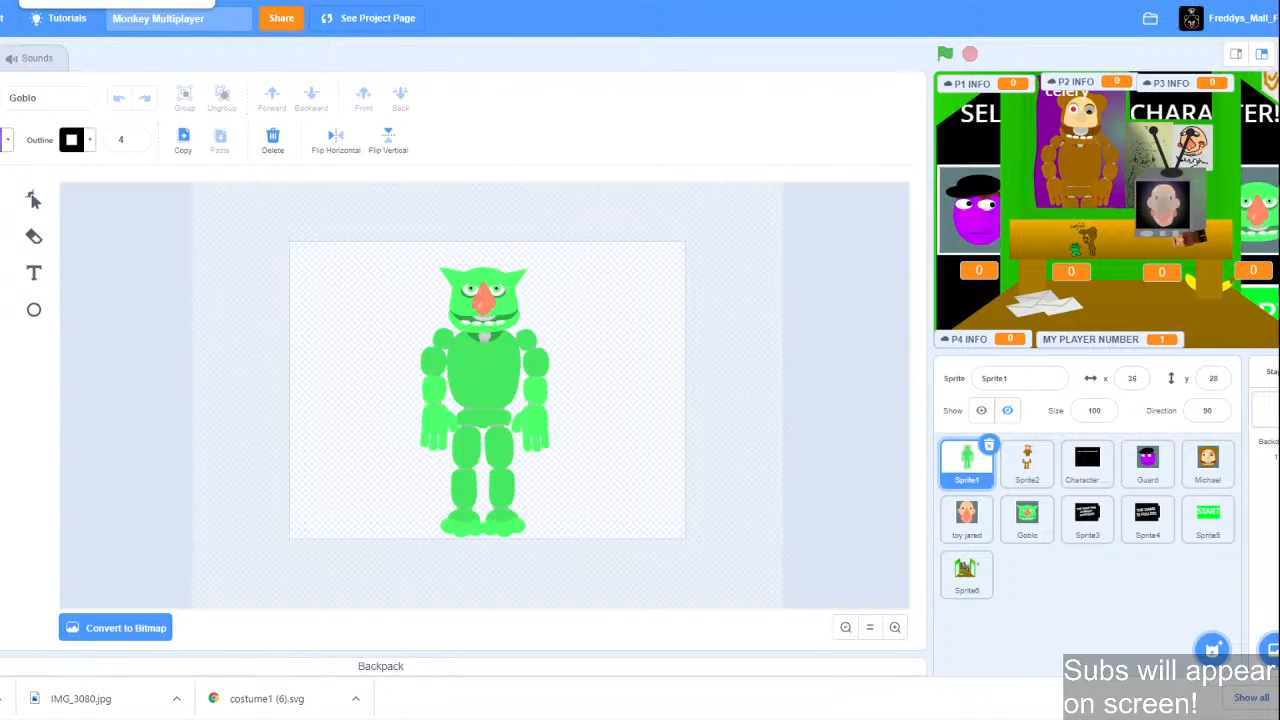 Tutorials
Monkey Multiplayer
Share
See Project Page
Freddys_Mall_F
Sounds
Goblo
Group
Ungroup
Forward
Backward
Front
Back
Outline
4
Copy
Paste
Delete
Flip Horizontal
Flip Vertical
P1 INFO 0
P2 INFO 0
P3 INFO 0
celery
SEL
CHARA
ER!
0
0
0
0
P4 INFO 0
MY PLAYER NUMBER 1
Sprite
Sprite1
x
36
y
28
Show
Size
100
Direction
90
Sprite1
Sprite2
Character ...
Guard
Michael
toy jared
Goblo
Sprite3
Sprite4
START
Sprite5
Sprite6
Convert to Bitmap
Backpack
IMG_3080.jpg
costume1 (6).svg
Subs will appear
on screen!
Show all